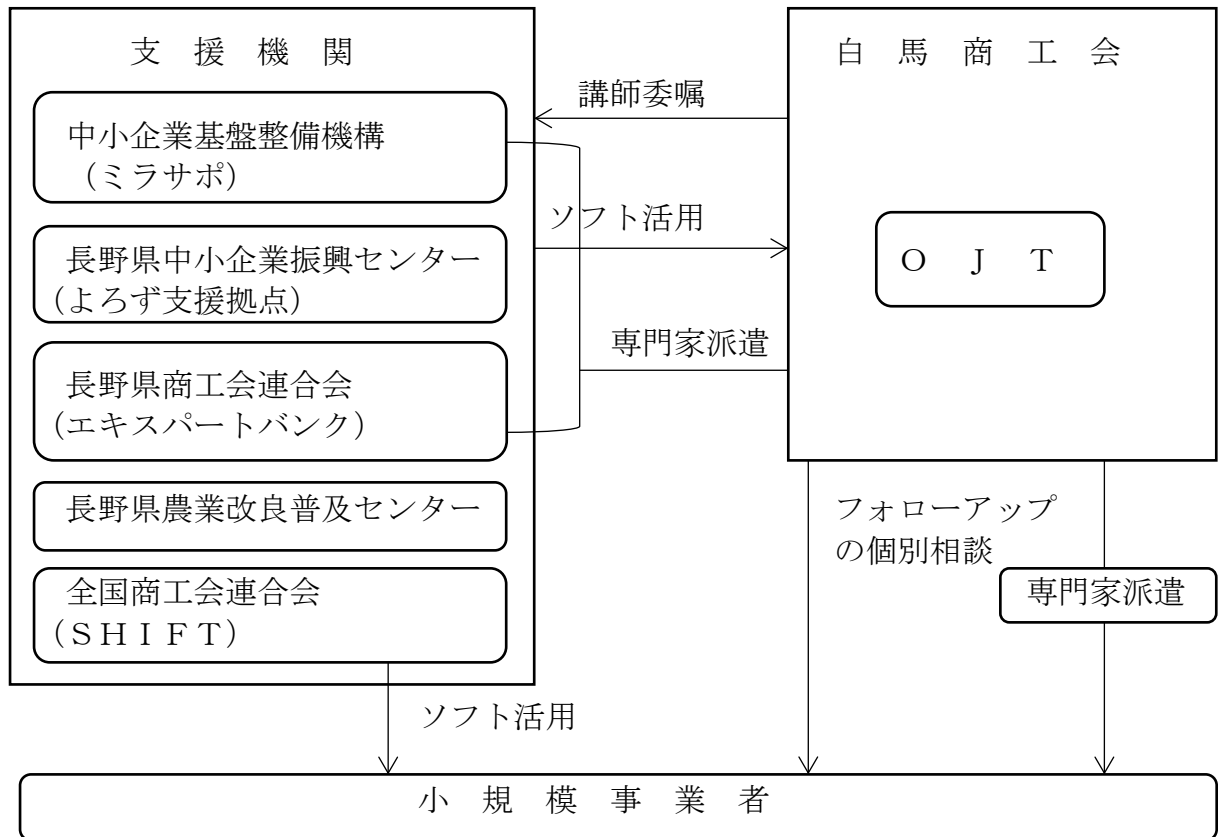 支援機関
中小企業基盤整備機構
（ミラサポ）
長野県中小企業振興センター
(よろず支援拠点）
長野県商工会連合会
(エキスパートバンク）
長野県農業改良普及センター
全国商工会連合会
(ＳＨＩＦＴ）
講師委嘱
ソフト活用
専門家派遣
白馬商工会
ＯＪＴ
フォローアップ
の個別相談
専門家派遣
ソフト活用
小規模事業者